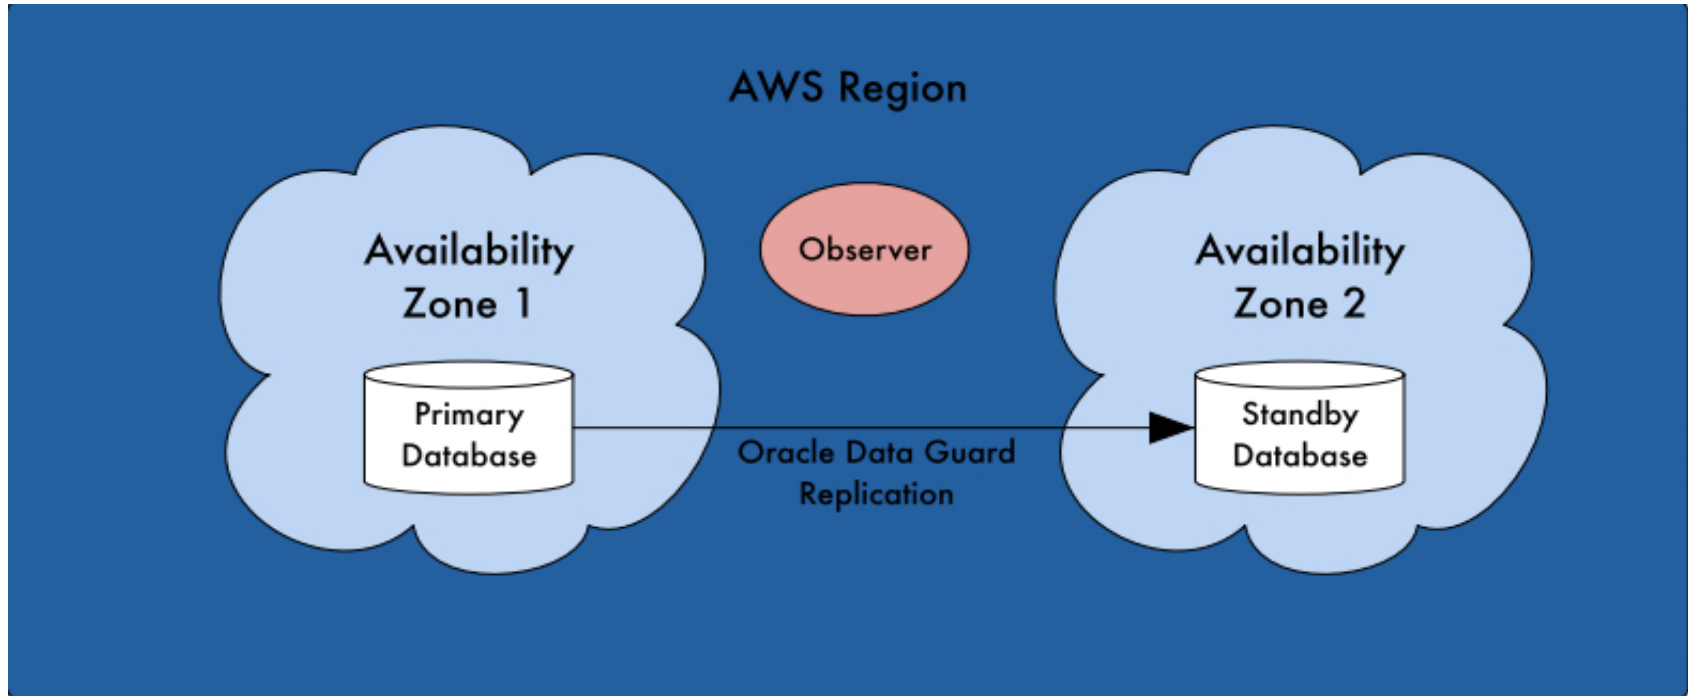 AWS Region
Availability
Zone 1
Observer
Availability
Zone 2
Primary
Database
Oracle Data Guard
Replication
Standby
Database